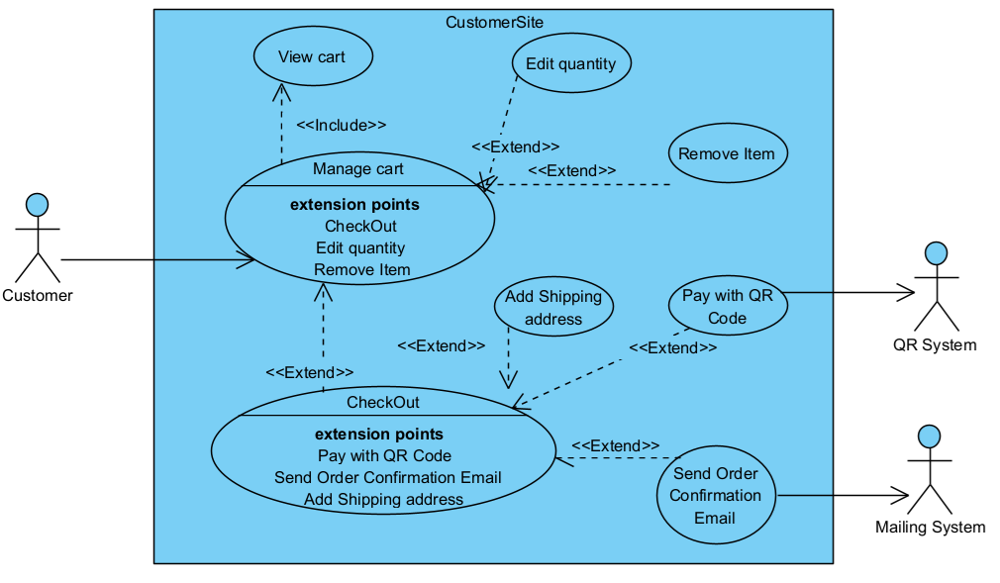 CustomerSite
View cart
Edit quantity
<<Include>>
<<Extend>>
Remove Item
<<Extend>>
Manage cart
extension points
CheckOut
Edit quantity
Remove Item
Customer
Add Shipping
address
Pay with QR
Code
QR System
<<Extend>>
<<Extend>>
<<Extend>>
CheckOut
extension points
Pay with QR Code
Send Order Confirmation Email
Add Shipping address
<<Extend>>
Send Order
Confirmation
Email
Mailing System